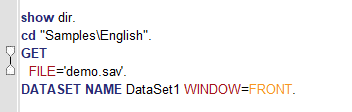 show dir.
cd "Samples\English".
GET
FILE='demo.sav'.
DATASET NAME DataSet1 WINDOW=FRONT.